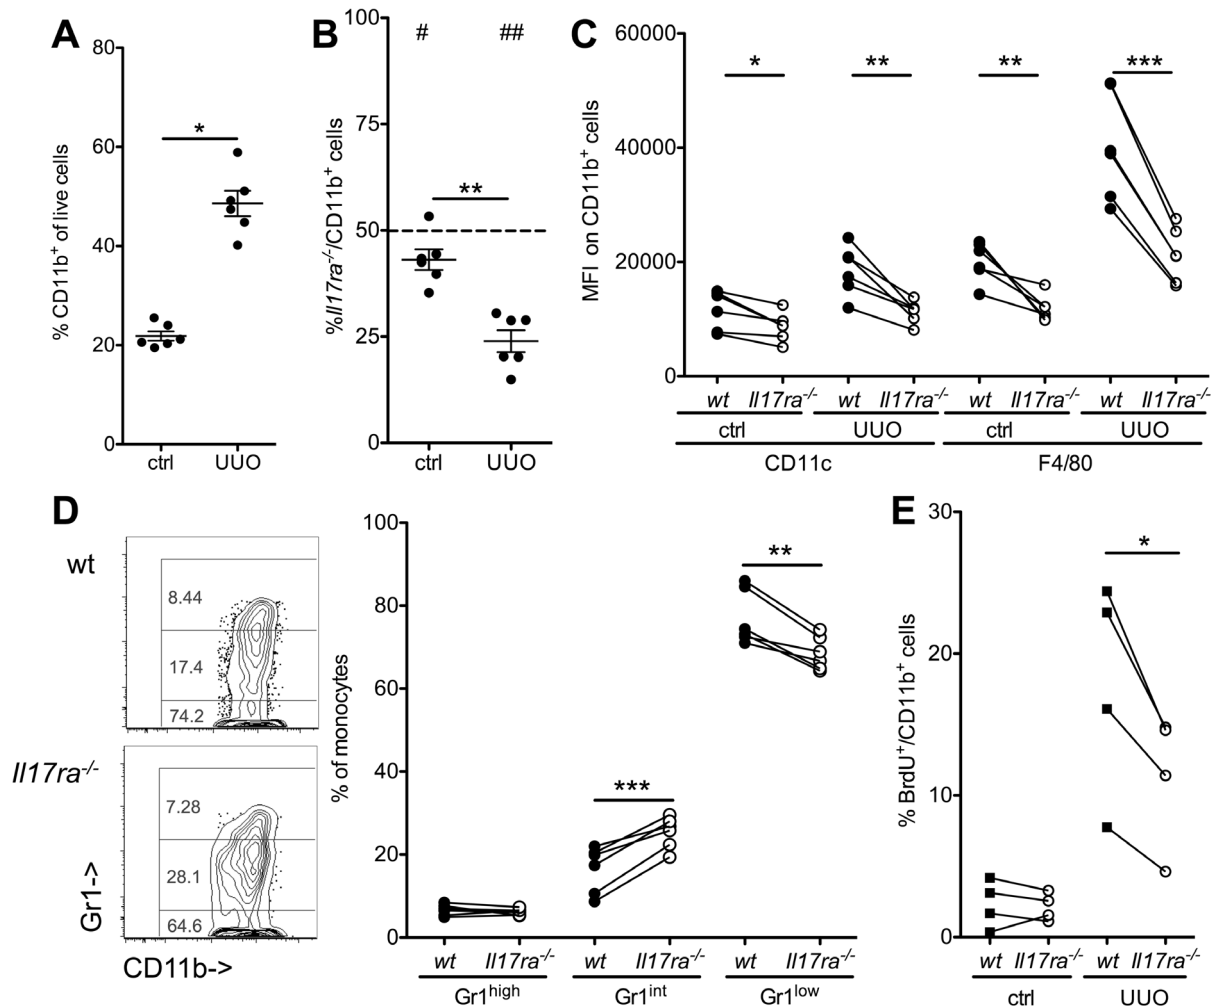 A
% CD11b⁺ of live cells
80
60
40
20
0
*
ctrl UUO
B
%Il17ra⁻/⁻/CD11b⁺ cells
100
75
50
25
0
# ##
**
ctrl UUO
C
MFI on CD11b⁺ cells
60000
40000
20000
0
* ** ** ***
wt Il17ra⁻/⁻ wt Il17ra⁻/⁻ wt Il17ra⁻/⁻ wt Il17ra⁻/⁻
ctrl UUO ctrl UUO
CD11c F4/80
D
wt
8.44
17.4
74.2
Il17ra⁻/⁻
7.28
28.1
64.6
Gr1->
CD11b->
% of monocytes
100
80
60
40
20
0
*** **
wt Il17ra⁻/⁻ wt Il17ra⁻/⁻ wt Il17ra⁻/⁻
Gr1ʰⁱᵍʰ Gr1ⁱⁿᵗ Gr1ˡᵒʷ
E
% BrdU⁺/CD11b⁺ cells
30
20
10
0
*
wt Il17ra⁻/⁻ wt Il17ra⁻/⁻
ctrl UUO